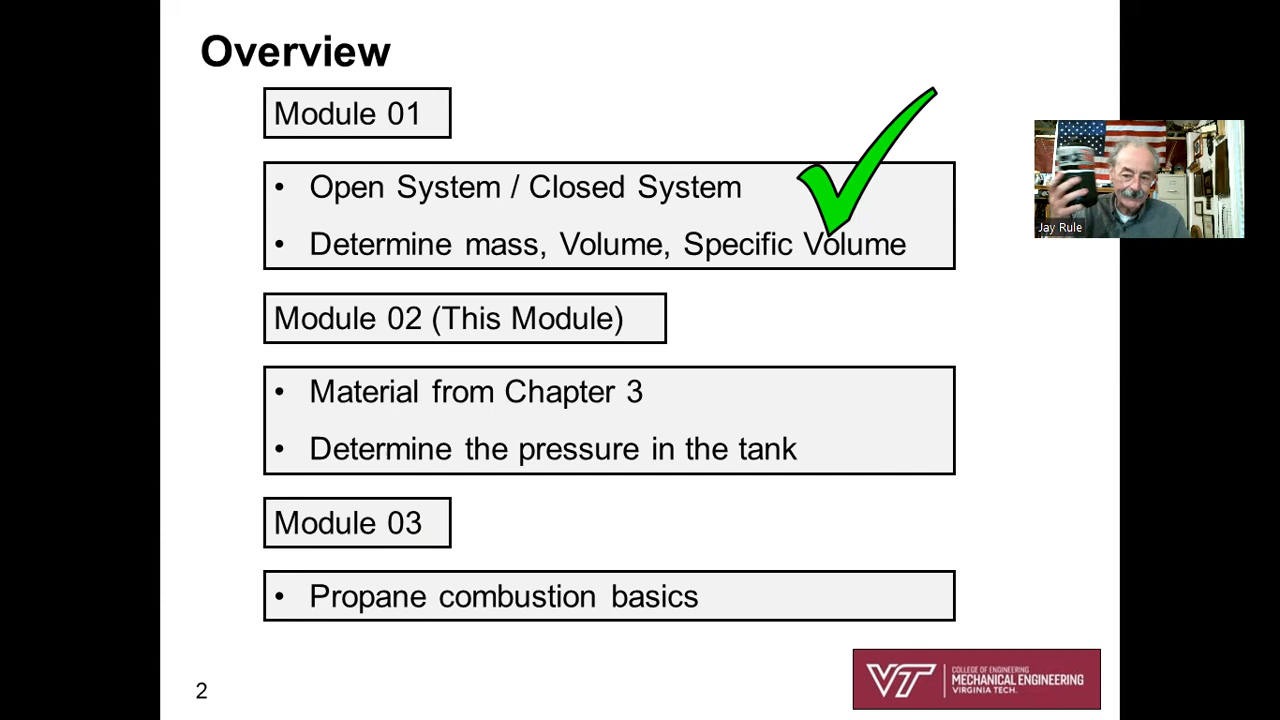 Overview
Module 01
• Open System / Closed System
• Determine mass, Volume, Specific Volume
Module 02 (This Module)
• Material from Chapter 3
• Determine the pressure in the tank
Module 03
• Propane combustion basics
Jay Rule
2
VT
COLLEGE OF ENGINEERING
MECHANICAL ENGINEERING
VIRGINIA TECH.